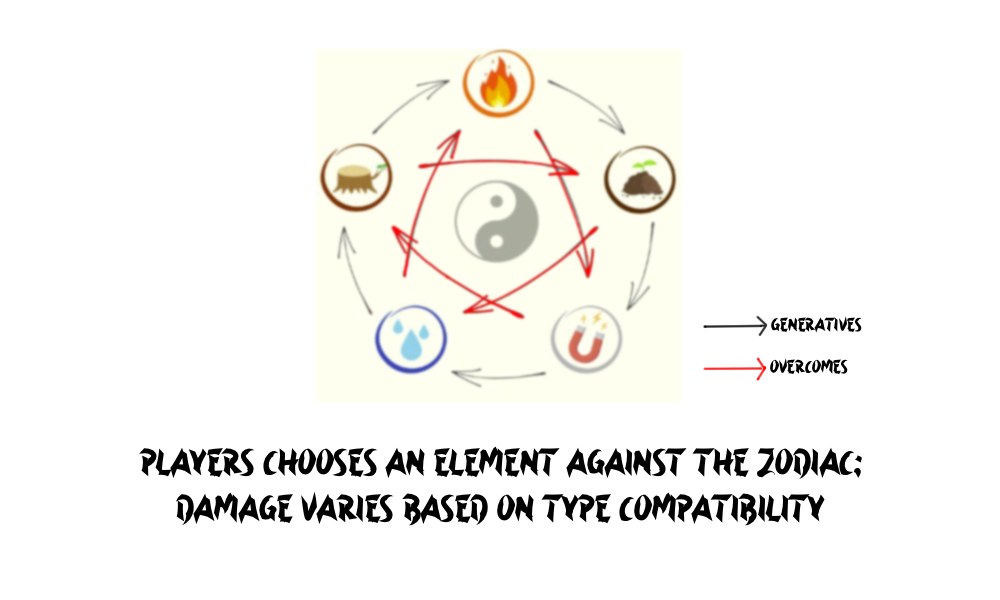 GENERATIVES
OVERCOMES
PLAYERS CHOOSES AN ELEMENT AGAINST THE ZODIAC;
DAMAGE VARIES BASED ON TYPE COMPATIBILITY